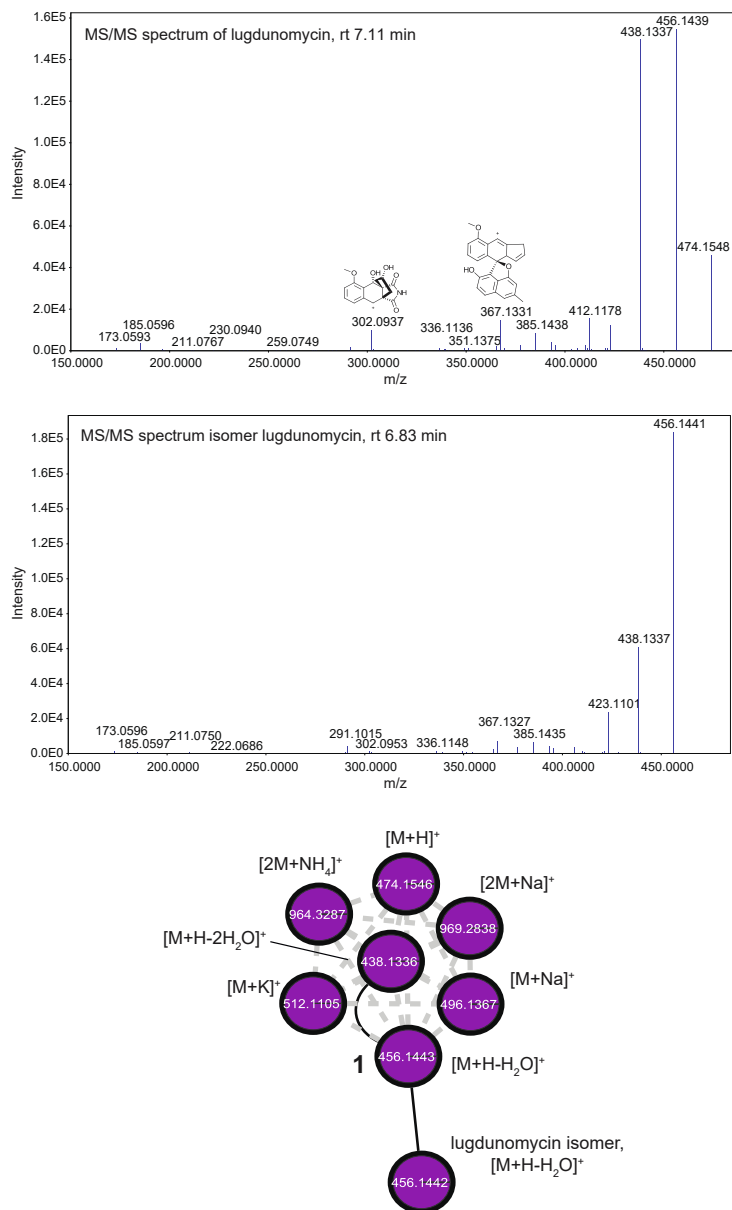 MS/MS spectrum of lugdunomycin, rt 7.11 min
Intensity
1.6E5
1.4E5
1.2E5
1.0E5
8.0E4
6.0E4
4.0E4
2.0E4
0.0E0
456.1439
438.1337
474.1548
O
HO
O
O
OH
OH
O
NH
O
367.1331
412.1178
302.0937
385.1438
185.0596
230.0940
336.1136
173.0593
211.0767
259.0749
351.1375
150.0000 200.0000 250.0000 300.0000 350.0000 400.0000 450.0000
m/z
MS/MS spectrum isomer lugdunomycin, rt 6.83 min
Intensity
1.8E5
1.6E5
1.4E5
1.2E5
1.0E5
8.0E4
6.0E4
4.0E4
2.0E4
0.0E0
456.1441
438.1337
423.1101
367.1327
173.0596
211.0750
291.1015
385.1435
185.0597
222.0686
302.0953
336.1148
150.0000 200.0000 250.0000 300.0000 350.0000 400.0000 450.0000
m/z
[M+H]+
[2M+NH4]+
[2M+Na]+
474.1546
964.3287
969.2838
[M+H-2H2O]+
438.1336
[M+K]+
[M+Na]+
512.1105
496.1367
456.1443
1
[M+H-H2O]+
lugdunomycin isomer,
[M+H-H2O]+
456.1442